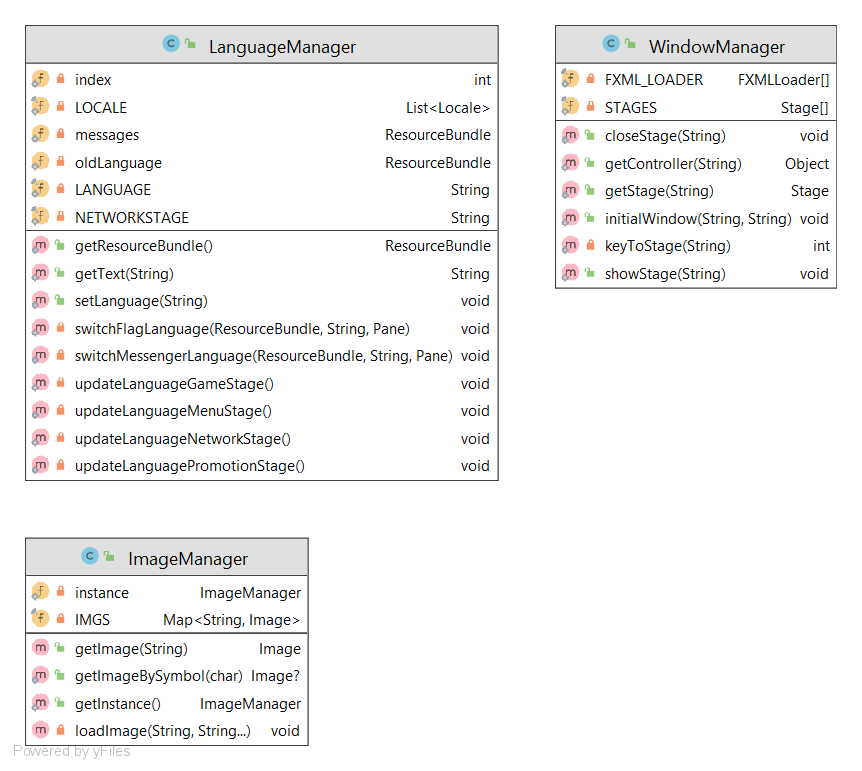 LanguageManager
index int
LOCALE List<Locale>
messages ResourceBundle
oldLanguage ResourceBundle
LANGUAGE String
NETWORKSTAGE String
getResourceBundle() ResourceBundle
getText(String) String
setLanguage(String) void
switchFlagLanguage(ResourceBundle, String, Pane) void
switchMessengerLanguage(ResourceBundle, String, Pane) void
updateLanguageGameStage() void
updateLanguageMenuStage() void
updateLanguageNetworkStage() void
updateLanguagePromotionStage() void
WindowManager
FXML_LOADER FXMLLoader[]
STAGES Stage[]
closeStage(String) void
getController(String) Object
getStage(String) Stage
initialWindow(String, String) void
keyToStage(String) int
showStage(String) void
ImageManager
instance ImageManager
IMGS Map<String, Image>
getImage(String) Image
getImageBySymbol(char) Image?
getInstance() ImageManager
loadImage(String, String...) void
Powered by yFiles